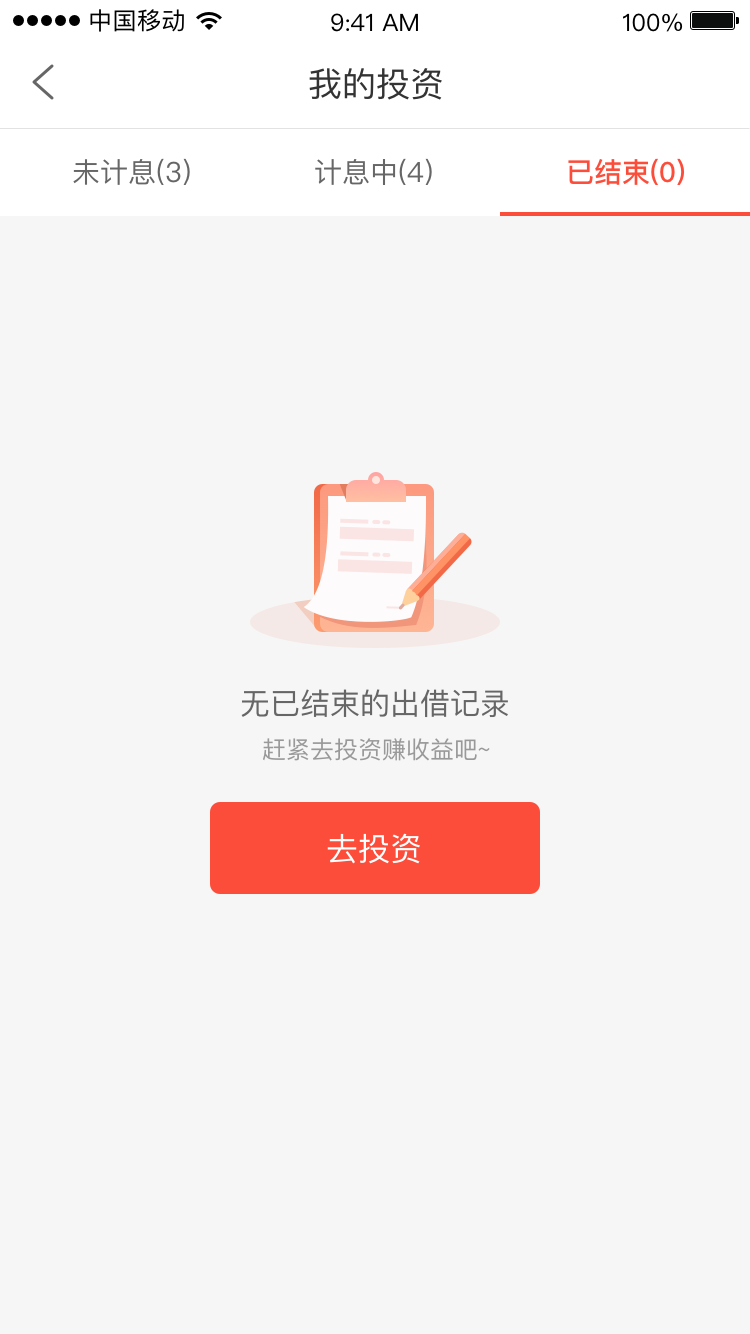 中国移动 9:41 AM 100%
我的投资
未计息(3) 计息中(4) 已结束(0)
无已结束的出借记录
赶紧去投资赚收益吧~
去投资